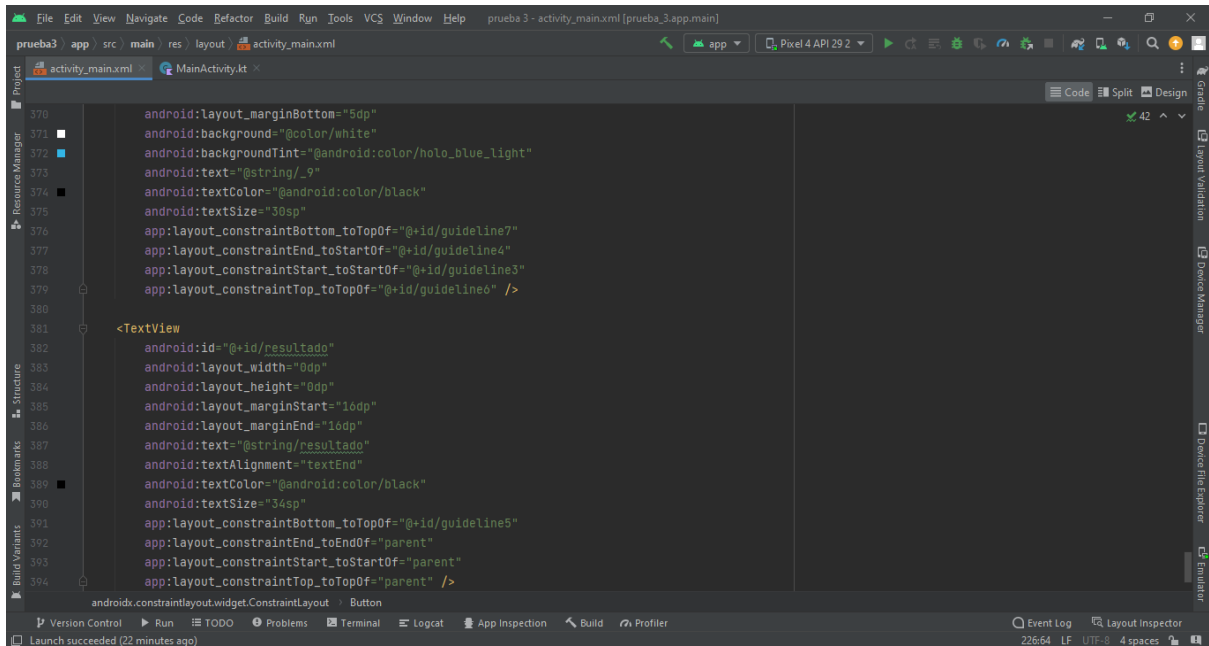 File Edit View Navigate Code Refactor Build Run Tools VCS Window Help prueba 3 - activity_main.xml [prueba_3.app.main]
prueba3 app src main res layout activity_main.xml app Pixel 4 API 29 2
activity_main.xml MainActivity.kt
Code Split Design
370 android:layout_marginBottom="5dp" 42
371 android:background="@color/white"
372 android:backgroundTint="@android:color/holo_blue_light"
373 android:text="@string/_9"
374 android:textColor="@android:color/black"
375 android:textSize="30sp"
376 app:layout_constraintBottom_toTopOf="@+id/guideline7"
377 app:layout_constraintEnd_toStartOf="@+id/guideline4"
378 app:layout_constraintStart_toStartOf="@+id/guideline3"
379 app:layout_constraintTop_toTopOf="@+id/guideline6" />
380
381 <TextView
382 android:id="@+id/resultado"
383 android:layout_width="0dp"
384 android:layout_height="0dp"
385 android:layout_marginStart="16dp"
386 android:layout_marginEnd="16dp"
387 android:text="@string/resultado"
388 android:textAlignment="textEnd"
389 android:textColor="@android:color/black"
390 android:textSize="34sp"
391 app:layout_constraintBottom_toTopOf="@+id/guideline5"
392 app:layout_constraintEnd_toEndOf="parent"
393 app:layout_constraintStart_toStartOf="parent"
394 app:layout_constraintTop_toTopOf="parent" />
androidx.constraintlayout.widget.ConstraintLayout Button
Version Control Run TODO Problems Terminal Logcat App Inspection Build Profiler Event Log Layout Inspector
Launch succeeded (22 minutes ago) 226:64 LF UTF-8 4 spaces
Project
Resource Manager
Structure
Bookmarks
Build Variants
Gradle
Layout Validation
Device Manager
Device File Explorer
Emulator